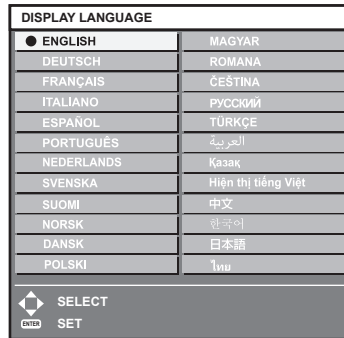 DISPLAY LANGUAGE
ENGLISH
DEUTSCH
FRANÇAIS
ITALIANO
ESPAÑOL
PORTUGUÊS
NEDERLANDS
SVENSKA
SUOMI
NORSK
DANSK
POLSKI
MAGYAR
ROMANA
ČEŠTINA
РУССКИЙ
TÜRKÇE
العربية
Қазақ
Hiện thị tiếng Việt
中文
한국어
日本語
ไทย
SELECT
ENTER SET